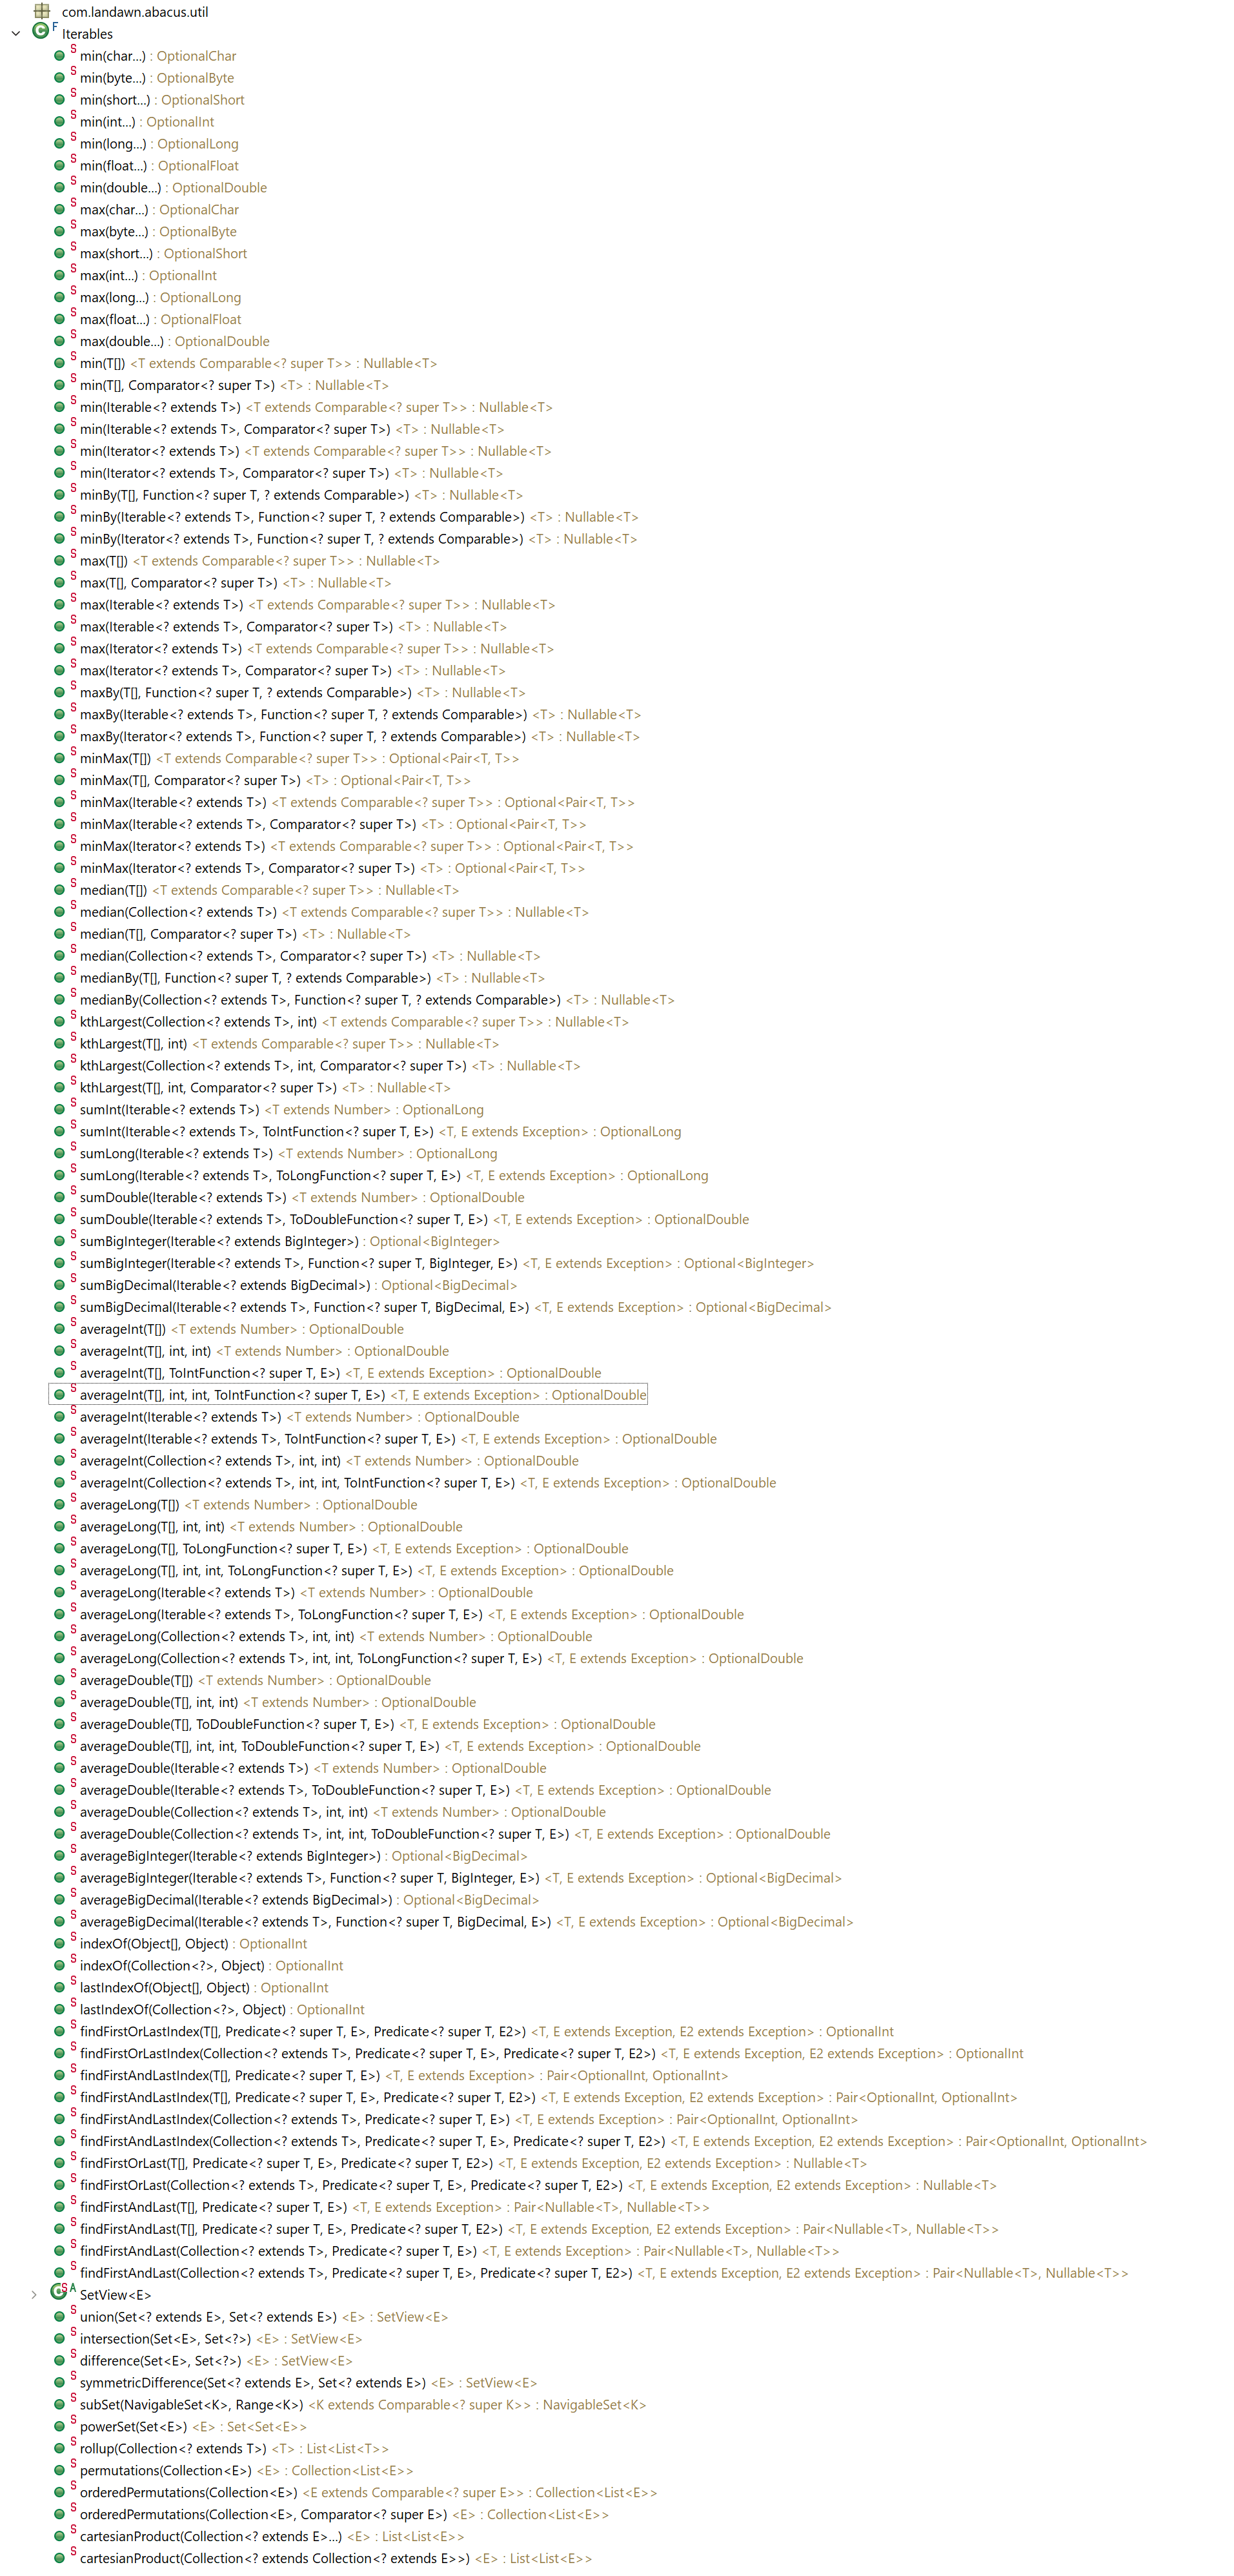 com.landawn.abacus.util
Iterables
min(char...) : OptionalChar
min(byte...) : OptionalByte
min(short...) : OptionalShort
min(int...) : OptionalInt
min(long...) : OptionalLong
min(float...) : OptionalFloat
min(double...) : OptionalDouble
max(char...) : OptionalChar
max(byte...) : OptionalByte
max(short...) : OptionalShort
max(int...) : OptionalInt
max(long...) : OptionalLong
max(float...) : OptionalFloat
max(double...) : OptionalDouble
min(T[]) <T extends Comparable<? super T>> : Nullable<T>
min(T[], Comparator<? super T>) <T> : Nullable<T>
min(Iterable<? extends T>) <T extends Comparable<? super T>> : Nullable<T>
min(Iterable<? extends T>, Comparator<? super T>) <T> : Nullable<T>
min(Iterator<? extends T>) <T extends Comparable<? super T>> : Nullable<T>
min(Iterator<? extends T>, Comparator<? super T>) <T> : Nullable<T>
minBy(T[], Function<? super T, ? extends Comparable>) <T> : Nullable<T>
minBy(Iterable<? extends T>, Function<? super T, ? extends Comparable>) <T> : Nullable<T>
minBy(Iterator<? extends T>, Function<? super T, ? extends Comparable>) <T> : Nullable<T>
max(T[]) <T extends Comparable<? super T>> : Nullable<T>
max(T[], Comparator<? super T>) <T> : Nullable<T>
max(Iterable<? extends T>) <T extends Comparable<? super T>> : Nullable<T>
max(Iterable<? extends T>, Comparator<? super T>) <T> : Nullable<T>
max(Iterator<? extends T>) <T extends Comparable<? super T>> : Nullable<T>
max(Iterator<? extends T>, Comparator<? super T>) <T> : Nullable<T>
maxBy(T[], Function<? super T, ? extends Comparable>) <T> : Nullable<T>
maxBy(Iterable<? extends T>, Function<? super T, ? extends Comparable>) <T> : Nullable<T>
maxBy(Iterator<? extends T>, Function<? super T, ? extends Comparable>) <T> : Nullable<T>
minMax(T[]) <T extends Comparable<? super T>> : Optional<Pair<T, T>>
minMax(T[], Comparator<? super T>) <T> : Optional<Pair<T, T>>
minMax(Iterable<? extends T>) <T extends Comparable<? super T>> : Optional<Pair<T, T>>
minMax(Iterable<? extends T>, Comparator<? super T>) <T> : Optional<Pair<T, T>>
minMax(Iterator<? extends T>) <T extends Comparable<? super T>> : Optional<Pair<T, T>>
minMax(Iterator<? extends T>, Comparator<? super T>) <T> : Optional<Pair<T, T>>
median(T[]) <T extends Comparable<? super T>> : Nullable<T>
median(Collection<? extends T>) <T extends Comparable<? super T>> : Nullable<T>
median(T[], Comparator<? super T>) <T> : Nullable<T>
median(Collection<? extends T>, Comparator<? super T>) <T> : Nullable<T>
medianBy(T[], Function<? super T, ? extends Comparable>) <T> : Nullable<T>
medianBy(Collection<? extends T>, Function<? super T, ? extends Comparable>) <T> : Nullable<T>
kthLargest(Collection<? extends T>, int) <T extends Comparable<? super T>> : Nullable<T>
kthLargest(T[], int) <T extends Comparable<? super T>> : Nullable<T>
kthLargest(Collection<? extends T>, int, Comparator<? super T>) <T> : Nullable<T>
kthLargest(T[], int, Comparator<? super T>) <T> : Nullable<T>
sumInt(Iterable<? extends T>) <T extends Number> : OptionalLong
sumInt(Iterable<? extends T>, ToIntFunction<? super T, E>) <T, E extends Exception> : OptionalLong
sumLong(Iterable<? extends T>) <T extends Number> : OptionalLong
sumLong(Iterable<? extends T>, ToLongFunction<? super T, E>) <T, E extends Exception> : OptionalLong
sumDouble(Iterable<? extends T>) <T extends Number> : OptionalDouble
sumDouble(Iterable<? extends T>, ToDoubleFunction<? super T, E>) <T, E extends Exception> : OptionalDouble
sumBigInteger(Iterable<? extends BigInteger>) : Optional<BigInteger>
sumBigInteger(Iterable<? extends T>, Function<? super T, BigInteger, E>) <T, E extends Exception> : Optional<BigInteger>
sumBigDecimal(Iterable<? extends BigDecimal>) : Optional<BigDecimal>
sumBigDecimal(Iterable<? extends T>, Function<? super T, BigDecimal, E>) <T, E extends Exception> : Optional<BigDecimal>
averageInt(T[]) <T extends Number> : OptionalDouble
averageInt(T[], int, int) <T extends Number> : OptionalDouble
averageInt(T[], ToIntFunction<? super T, E>) <T, E extends Exception> : OptionalDouble
averageInt(T[], int, int, ToIntFunction<? super T, E>) <T, E extends Exception> : OptionalDouble
averageInt(Iterable<? extends T>) <T extends Number> : OptionalDouble
averageInt(Iterable<? extends T>, ToIntFunction<? super T, E>) <T, E extends Exception> : OptionalDouble
averageInt(Collection<? extends T>, int, int) <T extends Number> : OptionalDouble
averageInt(Collection<? extends T>, int, int, ToIntFunction<? super T, E>) <T, E extends Exception> : OptionalDouble
averageLong(T[]) <T extends Number> : OptionalDouble
averageLong(T[], int, int) <T extends Number> : OptionalDouble
averageLong(T[], ToLongFunction<? super T, E>) <T, E extends Exception> : OptionalDouble
averageLong(T[], int, int, ToLongFunction<? super T, E>) <T, E extends Exception> : OptionalDouble
averageLong(Iterable<? extends T>) <T extends Number> : OptionalDouble
averageLong(Iterable<? extends T>, ToLongFunction<? super T, E>) <T, E extends Exception> : OptionalDouble
averageLong(Collection<? extends T>, int, int) <T extends Number> : OptionalDouble
averageLong(Collection<? extends T>, int, int, ToLongFunction<? super T, E>) <T, E extends Exception> : OptionalDouble
averageDouble(T[]) <T extends Number> : OptionalDouble
averageDouble(T[], int, int) <T extends Number> : OptionalDouble
averageDouble(T[], ToDoubleFunction<? super T, E>) <T, E extends Exception> : OptionalDouble
averageDouble(T[], int, int, ToDoubleFunction<? super T, E>) <T, E extends Exception> : OptionalDouble
averageDouble(Iterable<? extends T>) <T extends Number> : OptionalDouble
averageDouble(Iterable<? extends T>, ToDoubleFunction<? super T, E>) <T, E extends Exception> : OptionalDouble
averageDouble(Collection<? extends T>, int, int) <T extends Number> : OptionalDouble
averageDouble(Collection<? extends T>, int, int, ToDoubleFunction<? super T, E>) <T, E extends Exception> : OptionalDouble
averageBigInteger(Iterable<? extends BigInteger>) : Optional<BigDecimal>
averageBigInteger(Iterable<? extends T>, Function<? super T, BigInteger, E>) <T, E extends Exception> : Optional<BigDecimal>
averageBigDecimal(Iterable<? extends BigDecimal>) : Optional<BigDecimal>
averageBigDecimal(Iterable<? extends T>, Function<? super T, BigDecimal, E>) <T, E extends Exception> : Optional<BigDecimal>
indexOf(Object[], Object) : OptionalInt
indexOf(Collection<?>, Object) : OptionalInt
lastIndexOf(Object[], Object) : OptionalInt
lastIndexOf(Collection<?>, Object) : OptionalInt
findFirstOrLastIndex(T[], Predicate<? super T, E>, Predicate<? super T, E2>) <T, E extends Exception, E2 extends Exception> : OptionalInt
findFirstOrLastIndex(Collection<? extends T>, Predicate<? super T, E>, Predicate<? super T, E2>) <T, E extends Exception, E2 extends Exception> : OptionalInt
findFirstAndLastIndex(T[], Predicate<? super T, E>) <T, E extends Exception> : Pair<OptionalInt, OptionalInt>
findFirstAndLastIndex(T[], Predicate<? super T, E>, Predicate<? super T, E2>) <T, E extends Exception, E2 extends Exception> : Pair<OptionalInt, OptionalInt>
findFirstAndLastIndex(Collection<? extends T>, Predicate<? super T, E>) <T, E extends Exception> : Pair<OptionalInt, OptionalInt>
findFirstAndLastIndex(Collection<? extends T>, Predicate<? super T, E>, Predicate<? super T, E2>) <T, E extends Exception, E2 extends Exception> : Pair<OptionalInt, OptionalInt>
findFirstOrLast(T[], Predicate<? super T, E>, Predicate<? super T, E2>) <T, E extends Exception, E2 extends Exception> : Nullable<T>
findFirstOrLast(Collection<? extends T>, Predicate<? super T, E>, Predicate<? super T, E2>) <T, E extends Exception, E2 extends Exception> : Nullable<T>
findFirstAndLast(T[], Predicate<? super T, E>) <T, E extends Exception> : Pair<Nullable<T>, Nullable<T>>
findFirstAndLast(T[], Predicate<? super T, E>, Predicate<? super T, E2>) <T, E extends Exception, E2 extends Exception> : Pair<Nullable<T>, Nullable<T>>
findFirstAndLast(Collection<? extends T>, Predicate<? super T, E>) <T, E extends Exception> : Pair<Nullable<T>, Nullable<T>>
findFirstAndLast(Collection<? extends T>, Predicate<? super T, E>, Predicate<? super T, E2>) <T, E extends Exception, E2 extends Exception> : Pair<Nullable<T>, Nullable<T>>
SetView<E>
union(Set<? extends E>, Set<? extends E>) <E> : SetView<E>
intersection(Set<E>, Set<?>) <E> : SetView<E>
difference(Set<E>, Set<?>) <E> : SetView<E>
symmetricDifference(Set<? extends E>, Set<? extends E>) <E> : SetView<E>
subSet(NavigableSet<K>, Range<K>) <K extends Comparable<? super K>> : NavigableSet<K>
powerSet(Set<E>) <E> : Set<Set<E>>
rollup(Collection<? extends T>) <T> : List<List<T>>
permutations(Collection<E>) <E> : Collection<List<E>>
orderedPermutations(Collection<E>) <E extends Comparable<? super E>> : Collection<List<E>>
orderedPermutations(Collection<E>, Comparator<? super E>) <E> : Collection<List<E>>
cartesianProduct(Collection<? extends E>...) <E> : List<List<E>>
cartesianProduct(Collection<? extends Collection<? extends E>>) <E> : List<List<E>>